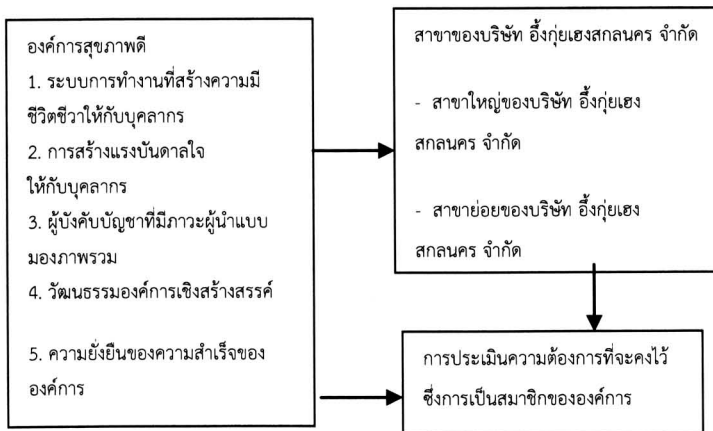 องค์การสุขภาพดี
1. ระบบการทำงานที่สร้างความมี
ชีวิตชีวาให้กับบุคลากร
2. การสร้างแรงบันดาลใจ
ให้กับบุคลากร
3. ผู้บังคับบัญชาที่มีภาวะผู้นำแบบ
มองภาพรวม
4. วัฒนธรรมองค์การเชิงสร้างสรรค์
5. ความยั่งยืนของความสำเร็จของ
องค์การ
สาขาของบริษัท อึ้งกุ่ยเฮงสกลนคร จำกัด
- สาขาใหญ่ของบริษัท อึ้งกุ่ยเฮง
สกลนคร จำกัด
- สาขาย่อยของบริษัท อึ้งกุ่ยเฮง
สกลนคร จำกัด
การประเมินความต้องการที่จะคงไว้
ซึ่งการเป็นสมาชิกขององค์การ